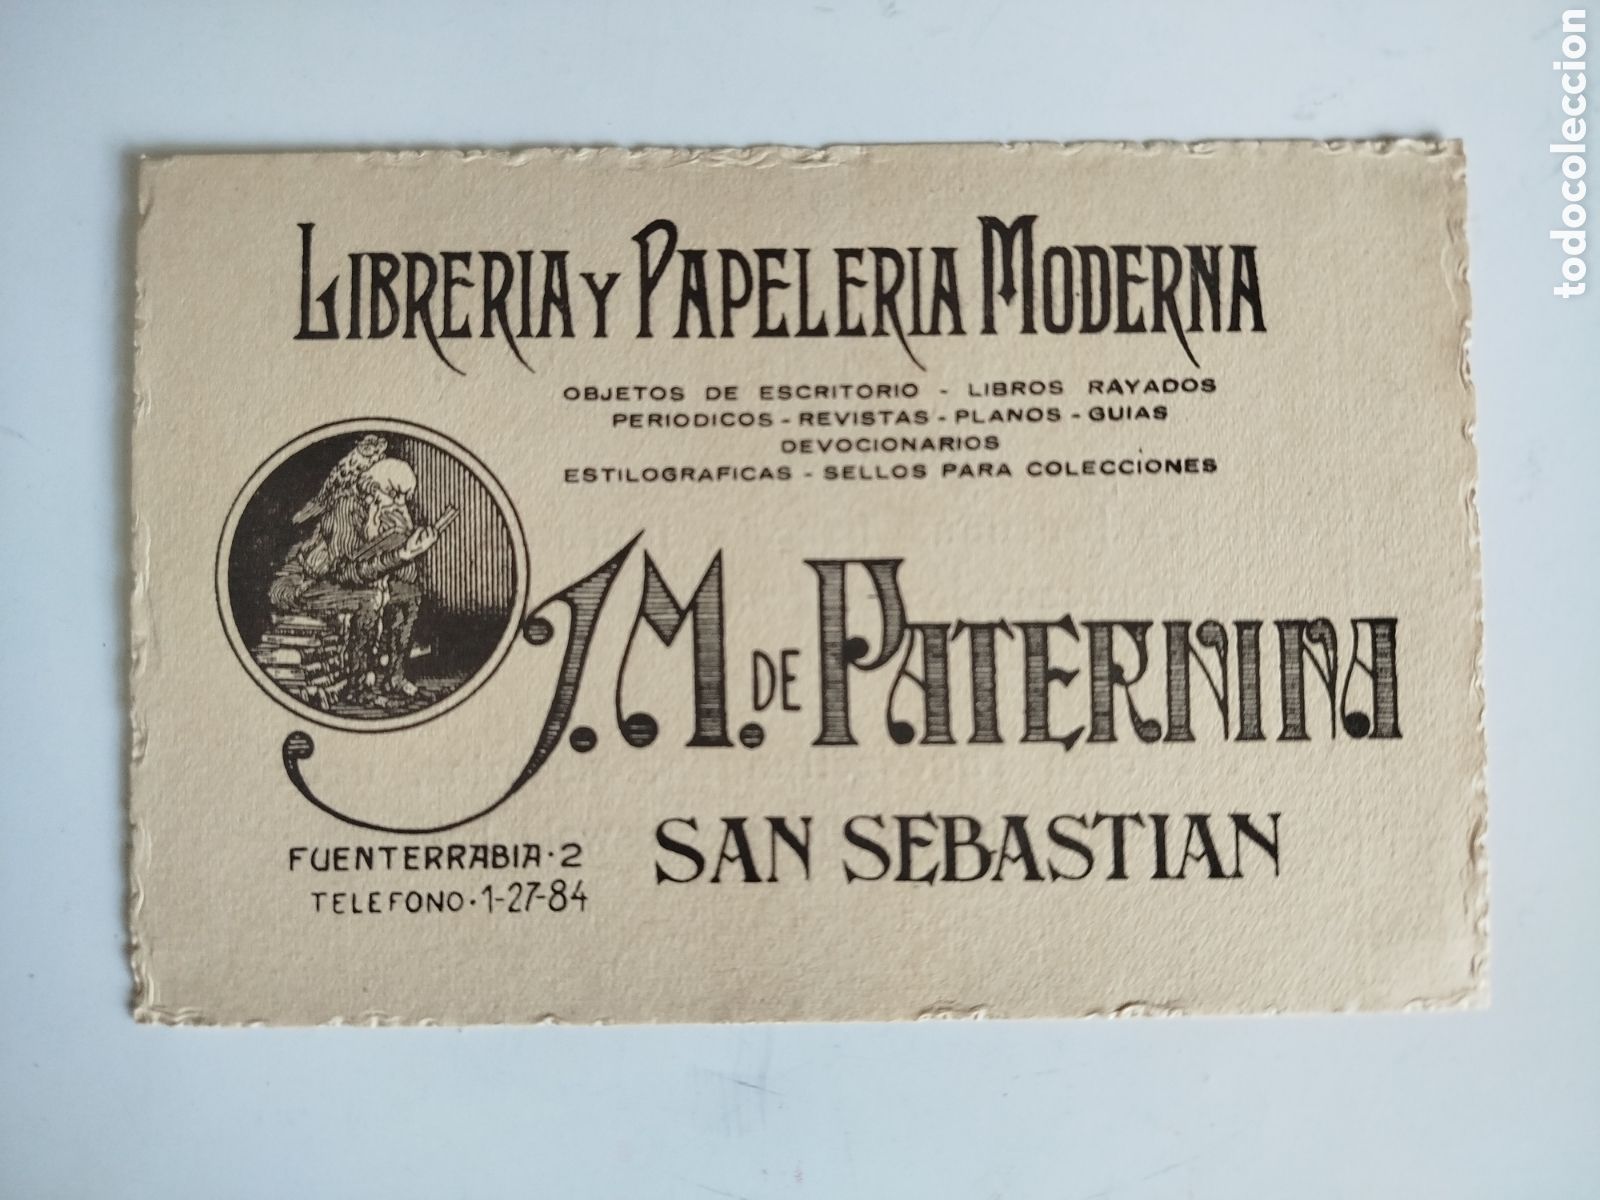 LIBRERIA Y PAPELERIA MODERNA
OBJETOS DE ESCRITORIO - LIBROS RAYADOS
PERIODICOS - REVISTAS - PLANOS - GUIAS
DEVOCIONARIOS
ESTILOGRAFICAS - SELLOS PARA COLECCIONES
J. M. DE PATERNINA
SAN SEBASTIAN
FUENTERRABIA · 2
TELEFONO · 1-27-84
todocoleccion